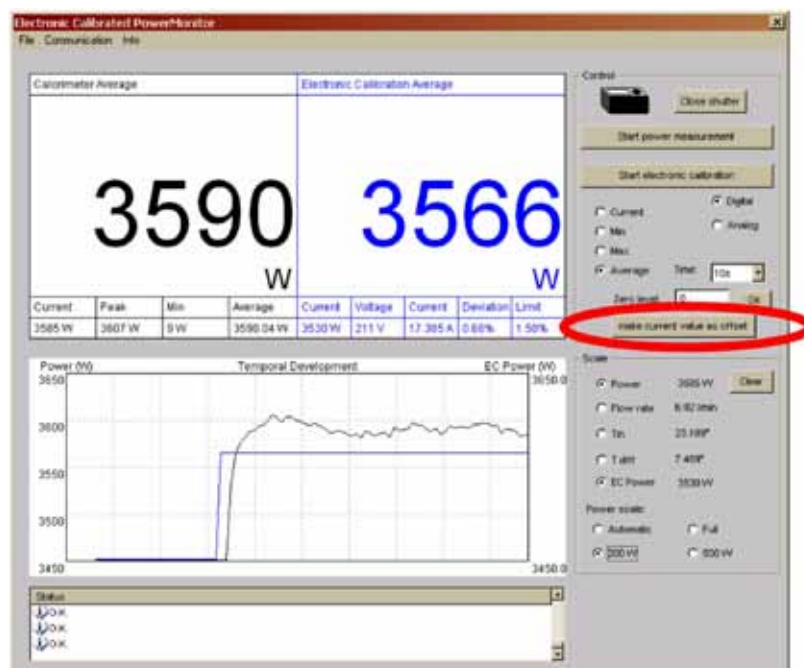 Electronic Calibrated PowerMonitor
File Communication Info
Calorimeter Average
Electronic Calibration Average
3590
W
3566
W
Current Peak Min Average Current Voltage Current Deviation Limit
3585 W 3607 W 9 W 3590.04 W 3530 W 211 V 17.385 A 0.68% 1.50%
Power (W) Temporal Development EC Power (W)
3650 3650.0
3600
3550
3500
3450 3450.0
Status
O.K.
O.K.
O.K.
Control
Close shutter
Start power measurement
Start electronic calibration
Current Digital
Min Analog
Max
Average Time: 10s
Zero level: 0 OK
make current value as offset
Scale
Power 3585 W Clear
Flow rate l/min
Tin
T diff
EC Power 3530 W
Power scale:
Automatic Full
200 W 600 W